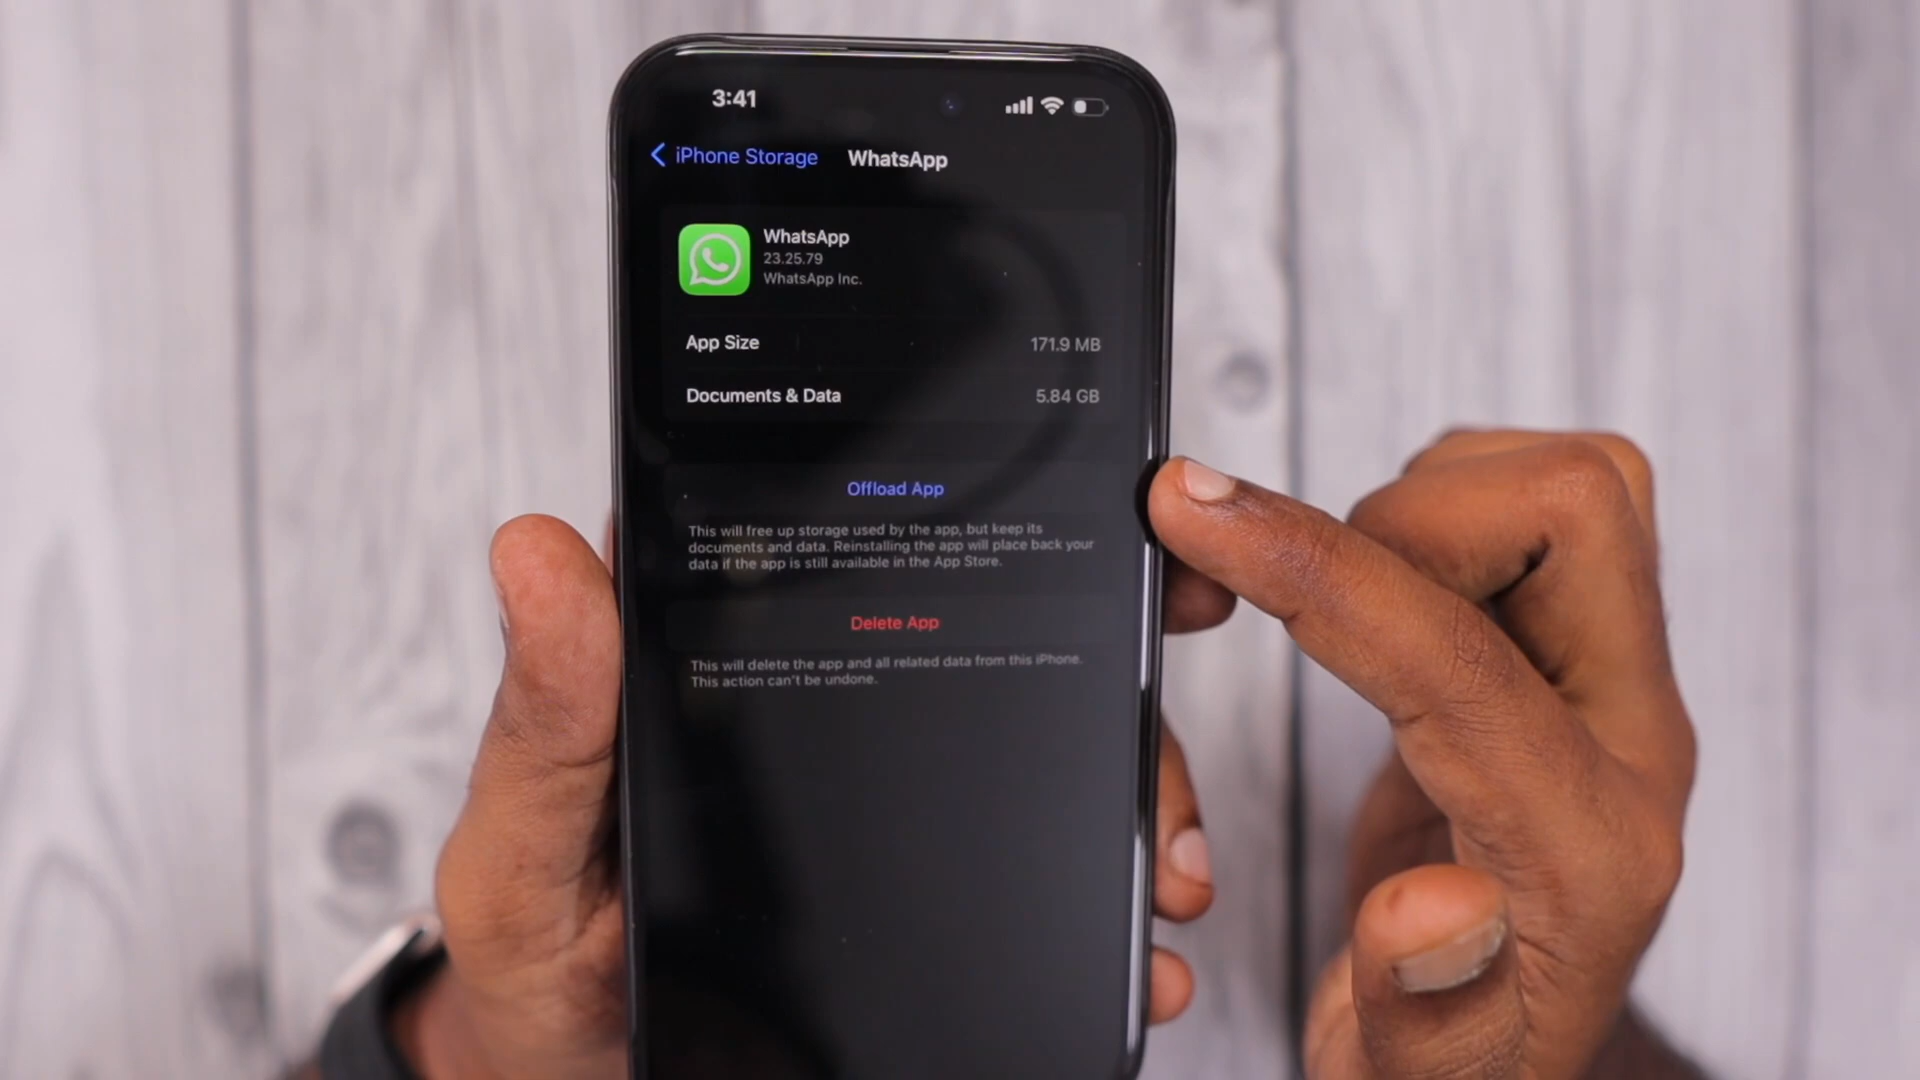 3:41
iPhone Storage WhatsApp
WhatsApp
23.25.79
WhatsApp Inc.
App Size 171.9 MB
Documents & Data 5.84 GB
Offload App
This will free up storage used by the app, but keep its
documents and data. Reinstalling the app will place back your
data if the app is still available in the App Store.
Delete App
This will delete the app and all related data from this iPhone.
This action can't be undone.